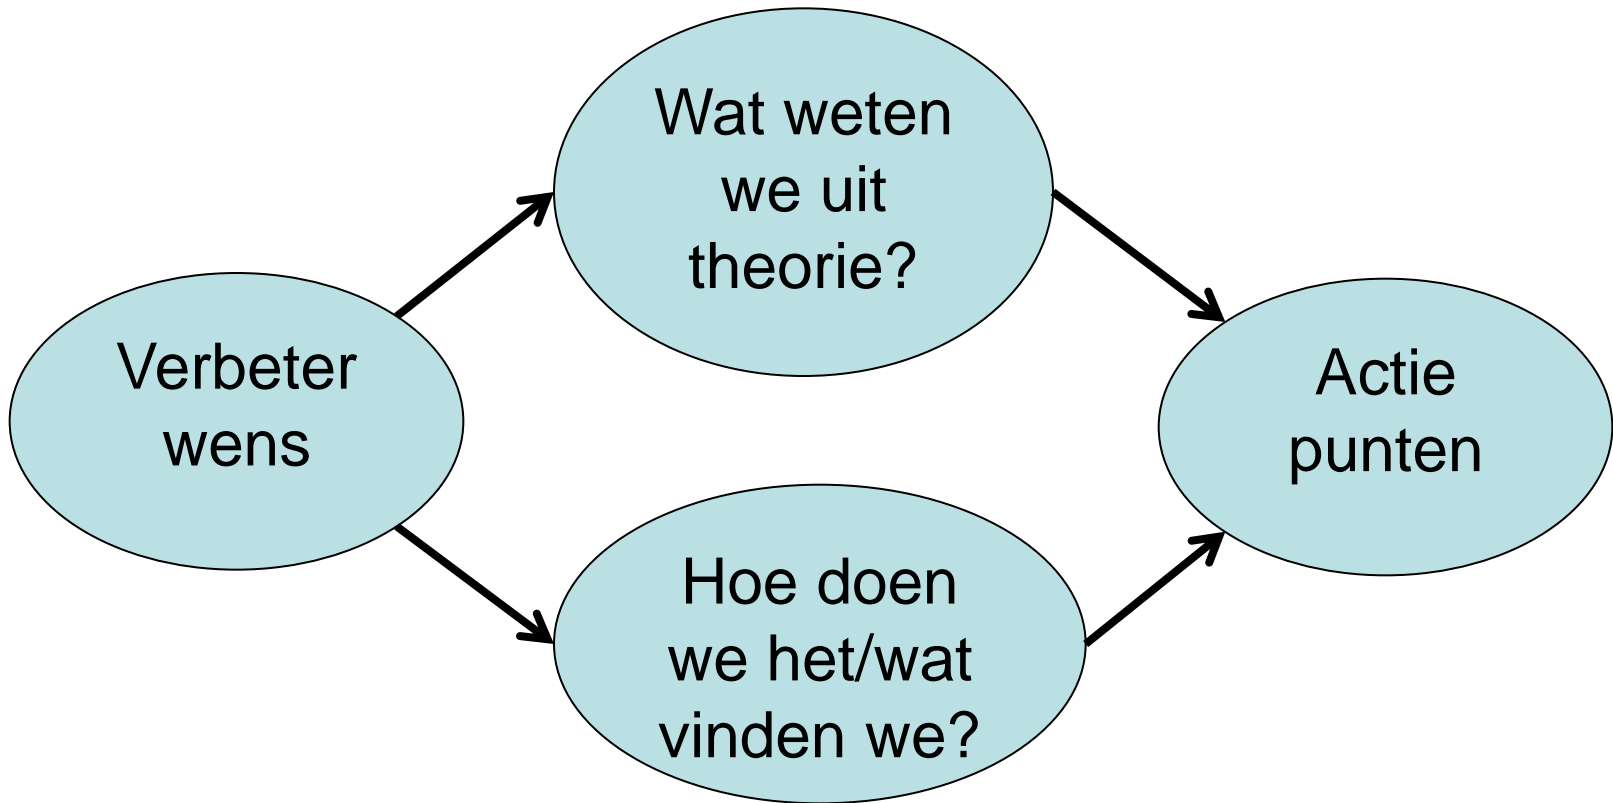 Verbeter
wens
Wat weten
we uit
theorie?
Hoe doen
we het/wat
vinden we?
Actie
punten